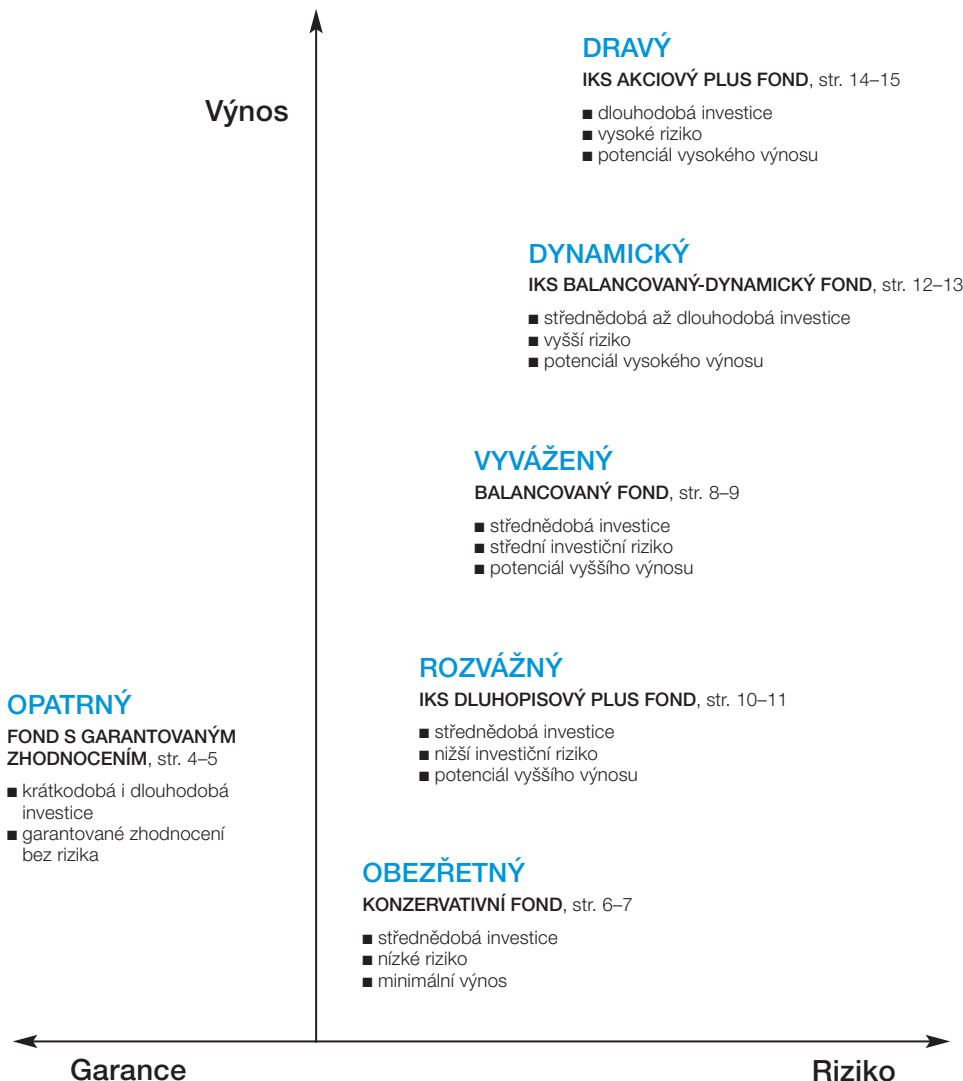 Výnos
DRAVÝ
IKS AKCIOVÝ PLUS FOND, str. 14–15
■ dlouhodobá investice
■ vysoké riziko
■ potenciál vysokého výnosu
DYNAMICKÝ
IKS BALANCOVANÝ-DYNAMICKÝ FOND, str. 12–13
■ střednědobá až dlouhodobá investice
■ vyšší riziko
■ potenciál vysokého výnosu
VYVÁŽENÝ
BALANCOVANÝ FOND, str. 8–9
■ střednědobá investice
■ střední investiční riziko
■ potenciál vyššího výnosu
ROZVÁŽNÝ
IKS DLUHOPISOVÝ PLUS FOND, str. 10–11
■ střednědobá investice
■ nižší investiční riziko
■ potenciál vyššího výnosu
OPATRNÝ
FOND S GARANTOVANÝM
ZHODNOCENÍM, str. 4–5
■ krátkodobá i dlouhodobá
investice
■ garantované zhodnocení
bez rizika
OBEZŘETNÝ
KONZERVATIVNÍ FOND, str. 6–7
■ střednědobá investice
■ nízké riziko
■ minimální výnos
Garance
Riziko